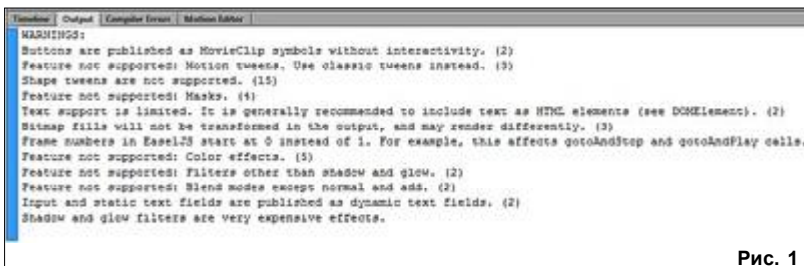 Timeline Output Compiler Errors Motion Editor
WARNINGS:
Buttons are published as MovieClip symbols without interactivity. (2)
Feature not supported: Motion tweens. Use classic tweens instead. (3)
Shape tweens are not supported. (15)
Feature not supported: Masks. (4)
Text support is limited. It is generally recommended to include text as HTML elements (see DOMElement). (2)
Bitmap fills will not be transformed in the output, and may render differently. (3)
Frame numbers in EaselJS start at 0 instead of 1. For example, this affects gotoAndStop and gotoAndPlay calls.
Feature not supported: Color effects. (5)
Feature not supported: Filters other than shadow and glow. (2)
Feature not supported: Blend modes except normal and add. (2)
Input and static text fields are published as dynamic text fields. (2)
Shadow and glow filters are very expensive effects.
Рис. 1